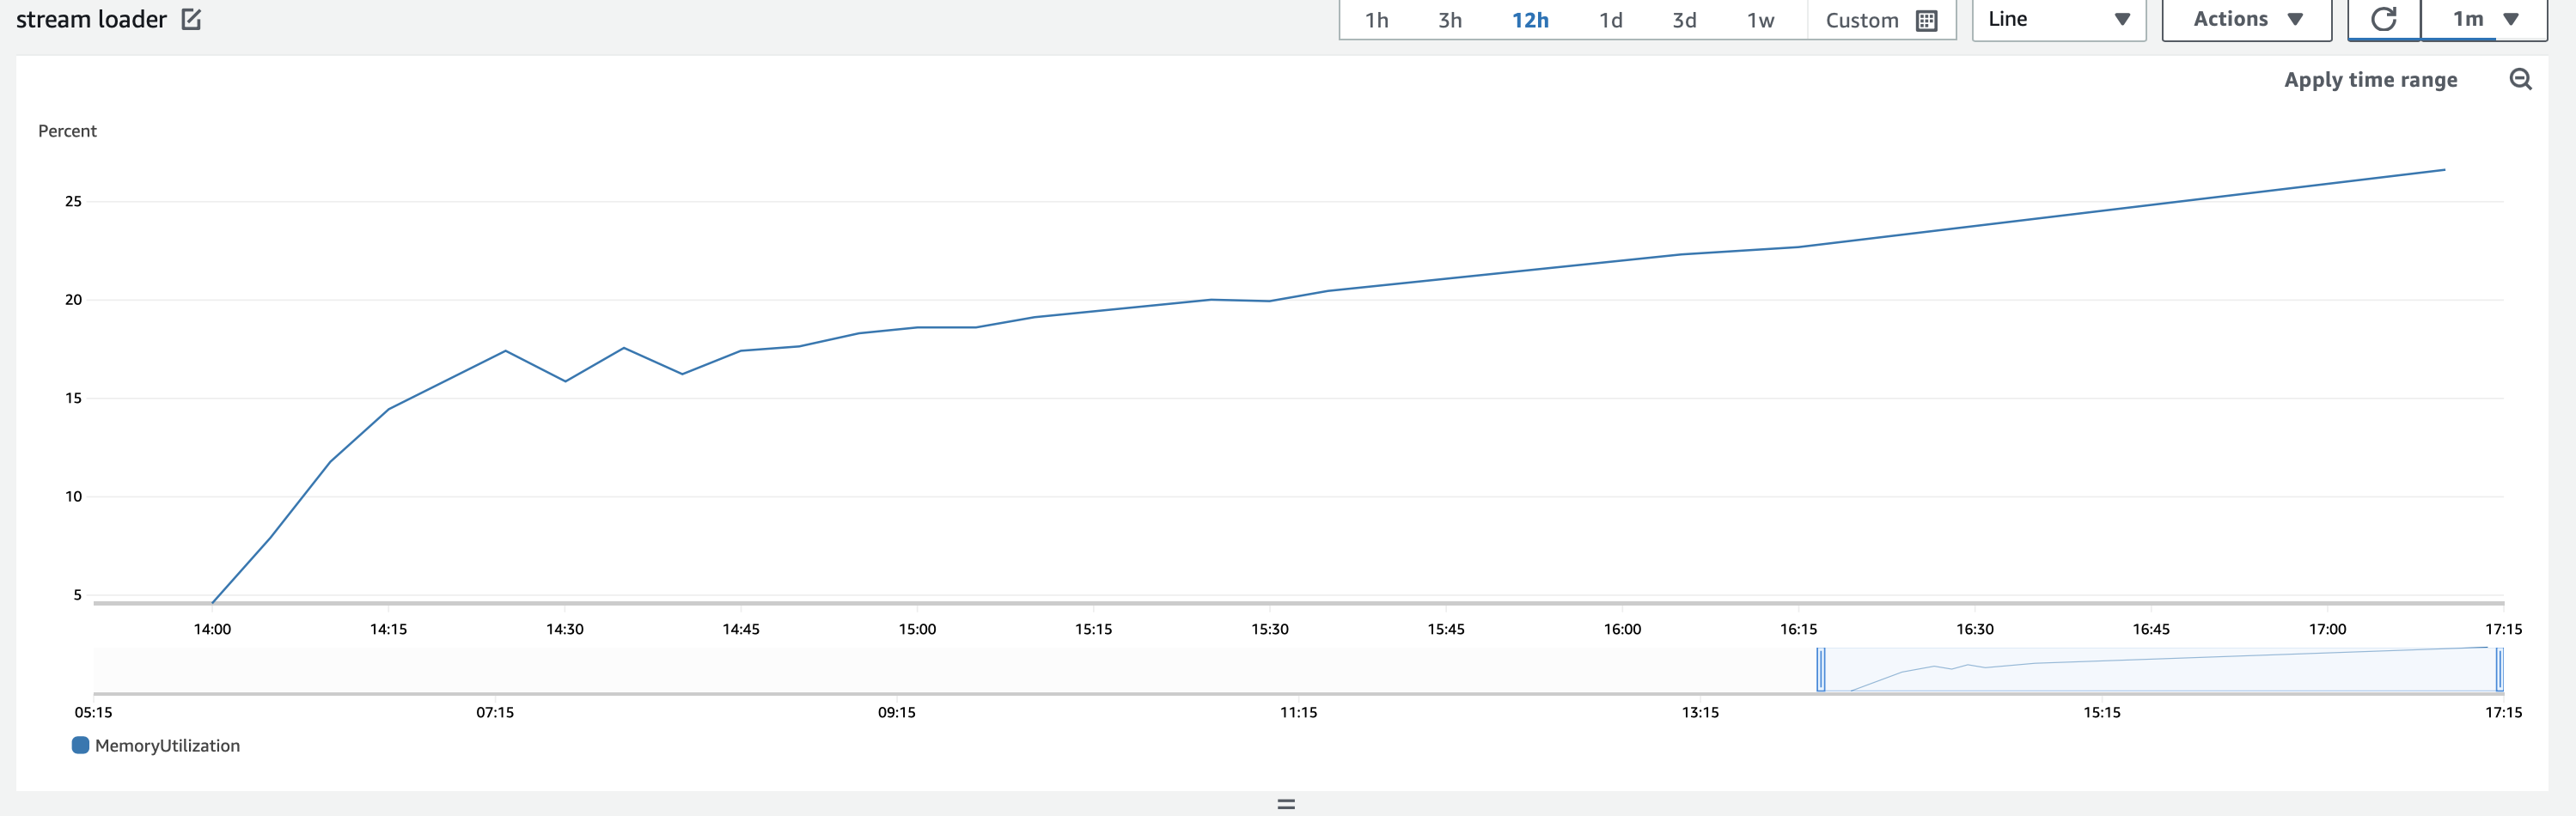 stream loader
1h 3h 12h 1d 3d 1w Custom Line Actions 1m
Apply time range
Percent
25
20
15
10
5
14:00 14:15 14:30 14:45 15:00 15:15 15:30 15:45 16:00 16:15 16:30 16:45 17:00 17:15
05:15 07:15 09:15 11:15 13:15 15:15 17:15
MemoryUtilization